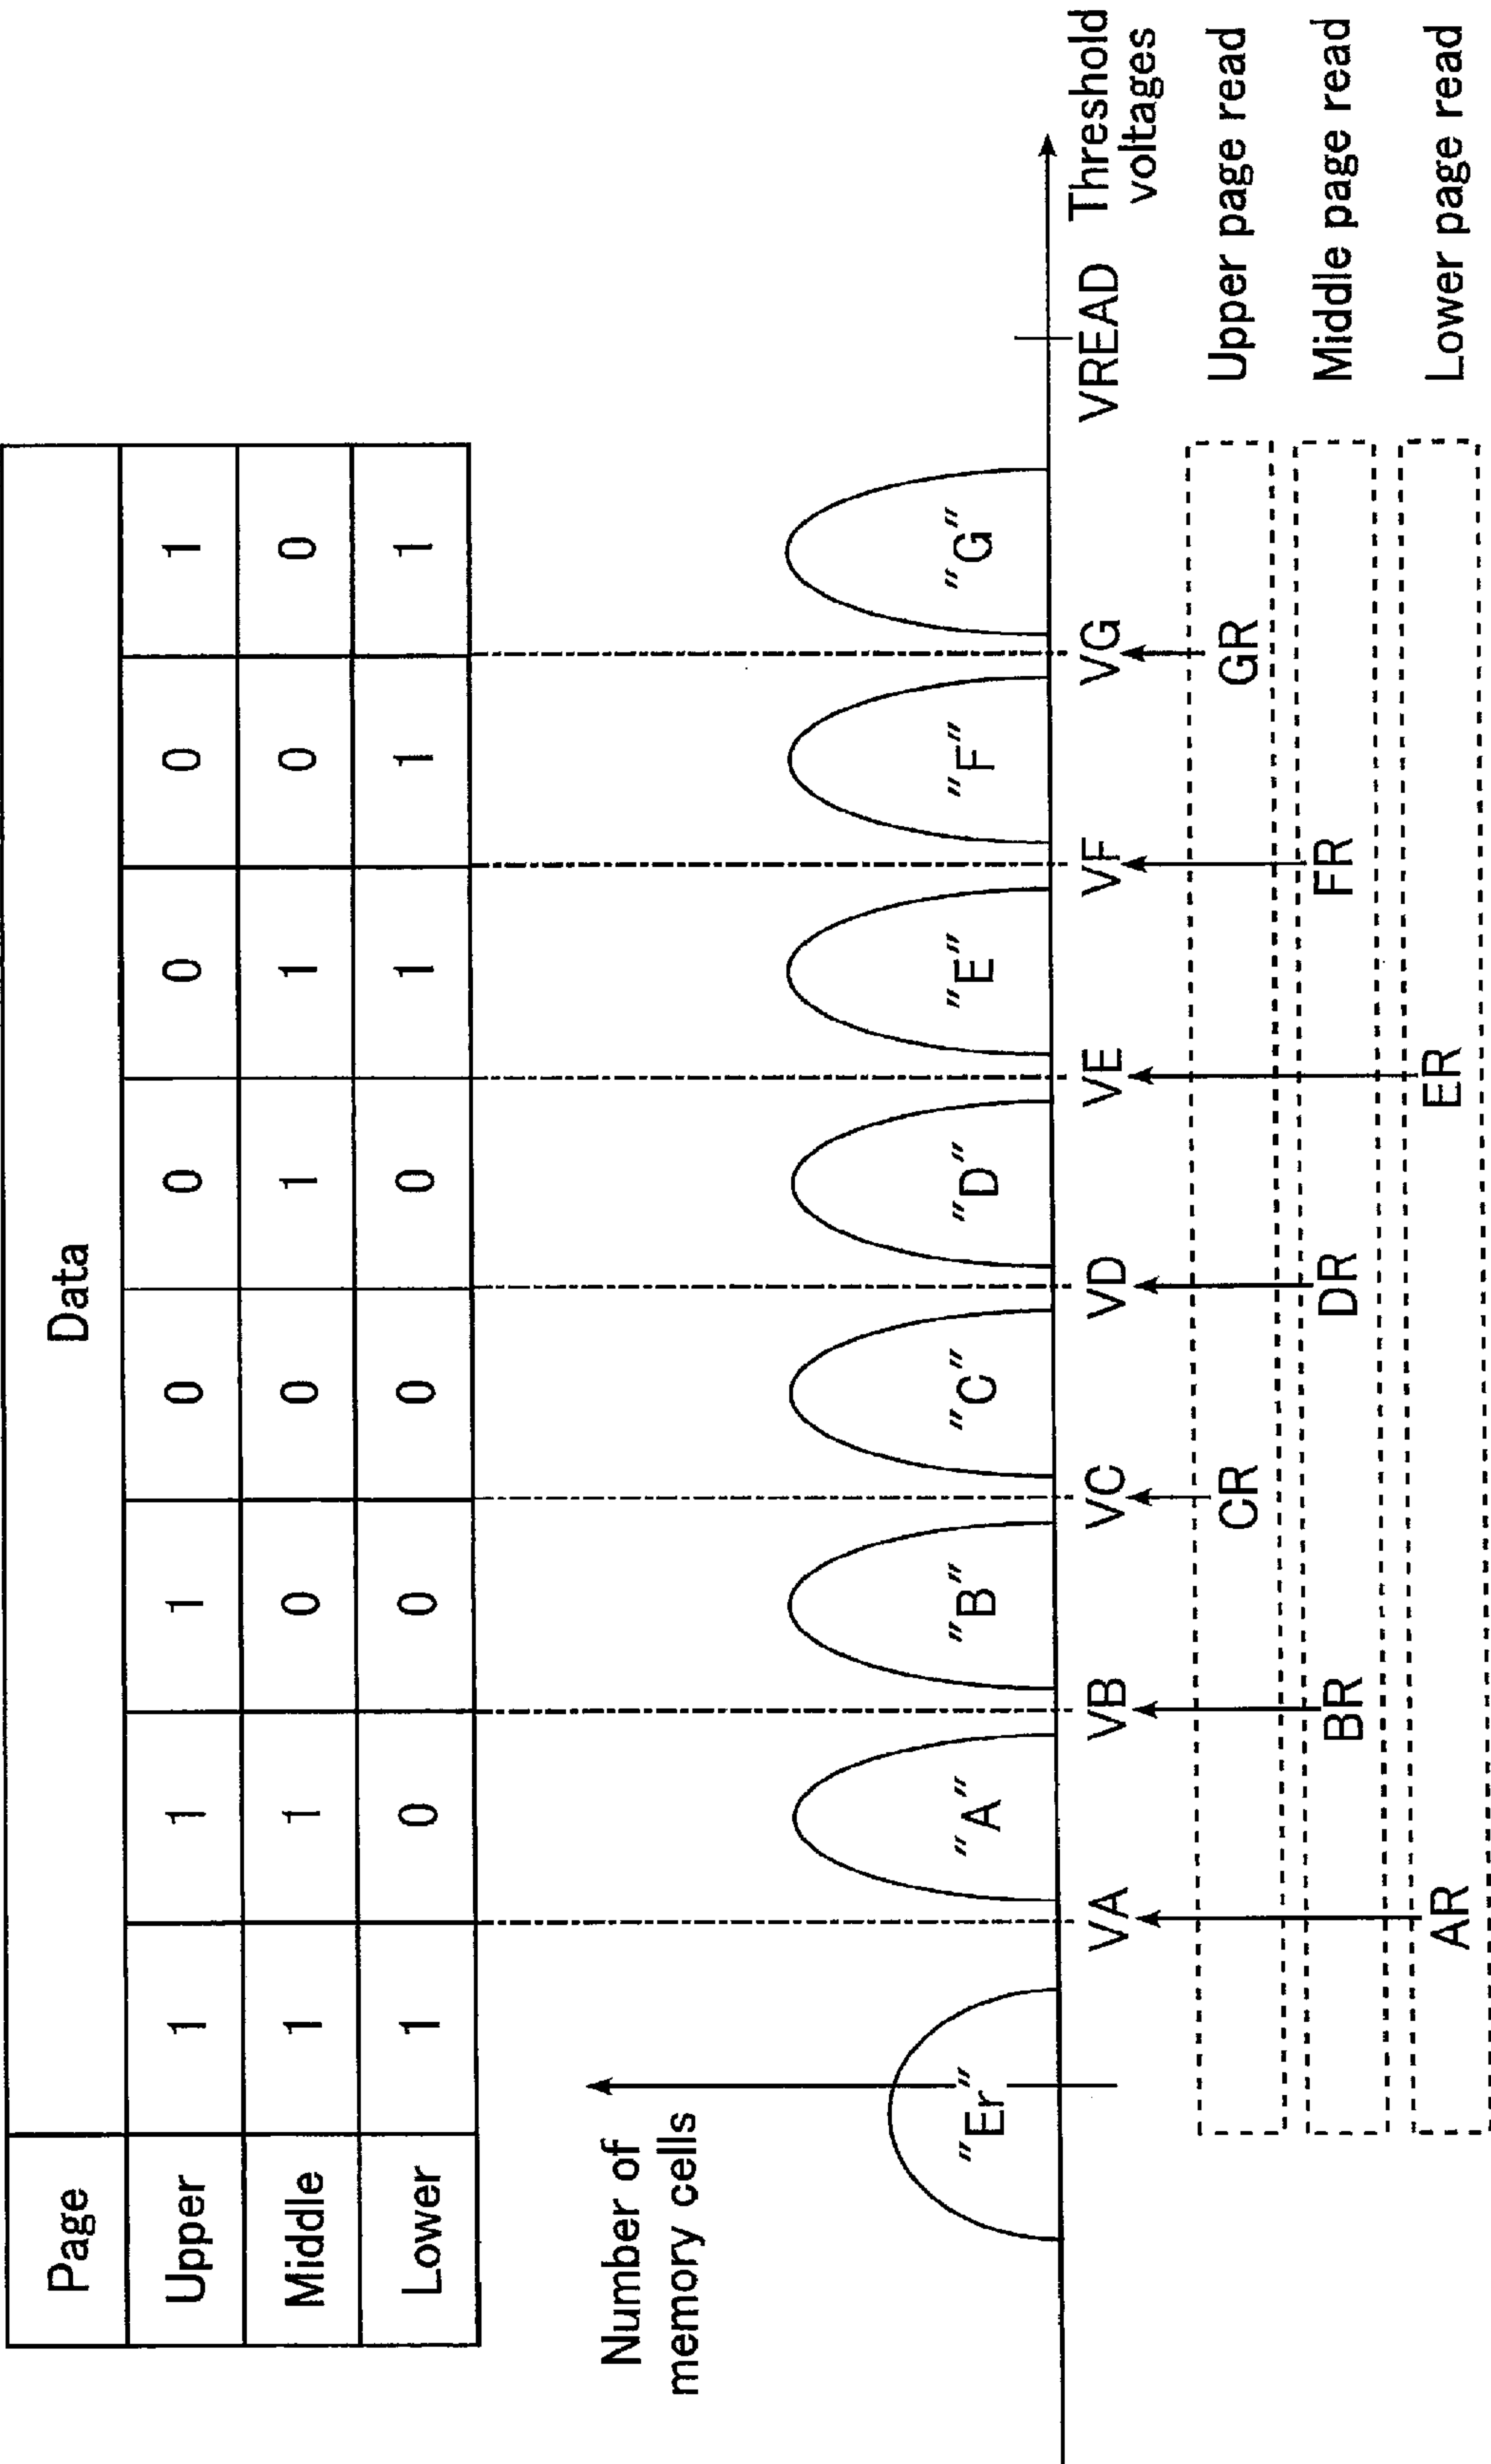 Page Data
Upper 1 1 1 0 0 0 0 1
Middle 1 1 0 0 1 1 0 0
Lower 1 0 0 0 0 1 1 1
Number of
memory cells
"Er" "A" "B" "C" "D" "E" "F" "G"
VA VB VC VD VE VF VG VREAD Threshold
voltages
CR GR Upper page read
BR DR FR Middle page read
AR ER Lower page read